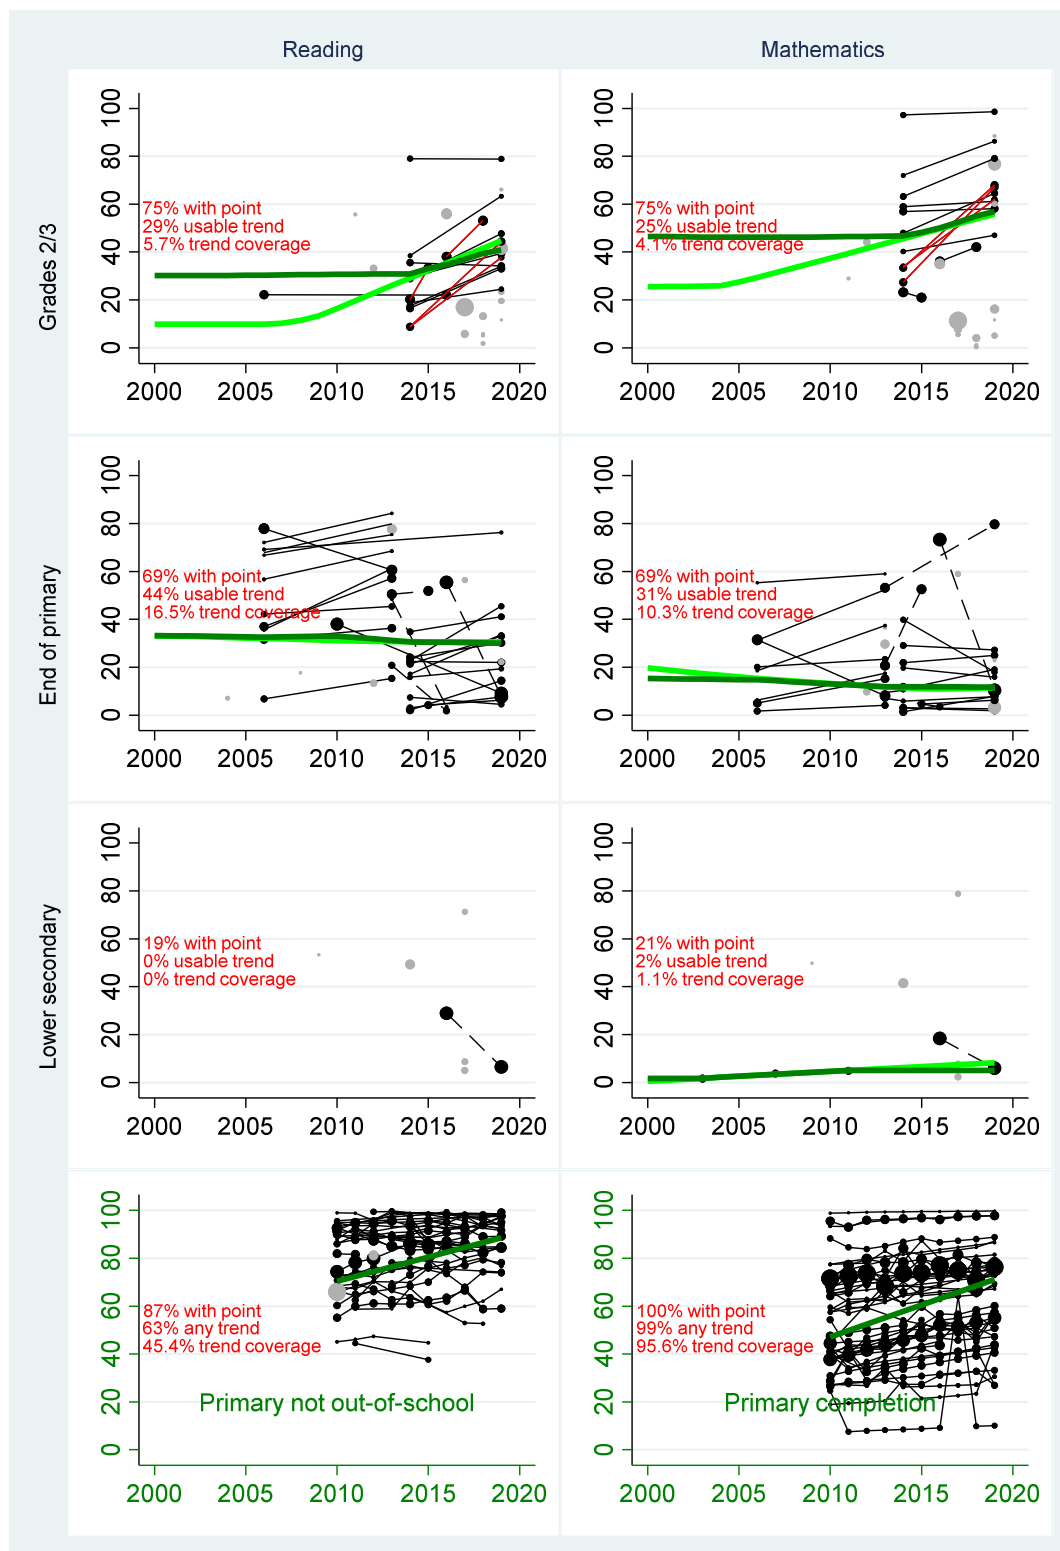 Reading
Mathematics
Grades 2/3
100
80
60
40
20
0
75% with point
29% usable trend
5.7% trend coverage
2000 2005 2010 2015 2020
100
80
60
40
20
0
75% with point
25% usable trend
4.1% trend coverage
2000 2005 2010 2015 2020
End of primary
100
80
60
40
20
0
69% with point
44% usable trend
16.5% trend coverage
2000 2005 2010 2015 2020
100
80
60
40
20
0
69% with point
31% usable trend
10.3% trend coverage
2000 2005 2010 2015 2020
Lower secondary
100
80
60
40
20
0
19% with point
0% usable trend
0% trend coverage
2000 2005 2010 2015 2020
100
80
60
40
20
0
21% with point
2% usable trend
1.1% trend coverage
2000 2005 2010 2015 2020
100
80
60
40
20
0
87% with point
63% any trend
45.4% trend coverage
Primary not out-of-school
2000 2005 2010 2015 2020
100
80
60
40
20
0
100% with point
99% any trend
95.6% trend coverage
Primary completion
2000 2005 2010 2015 2020